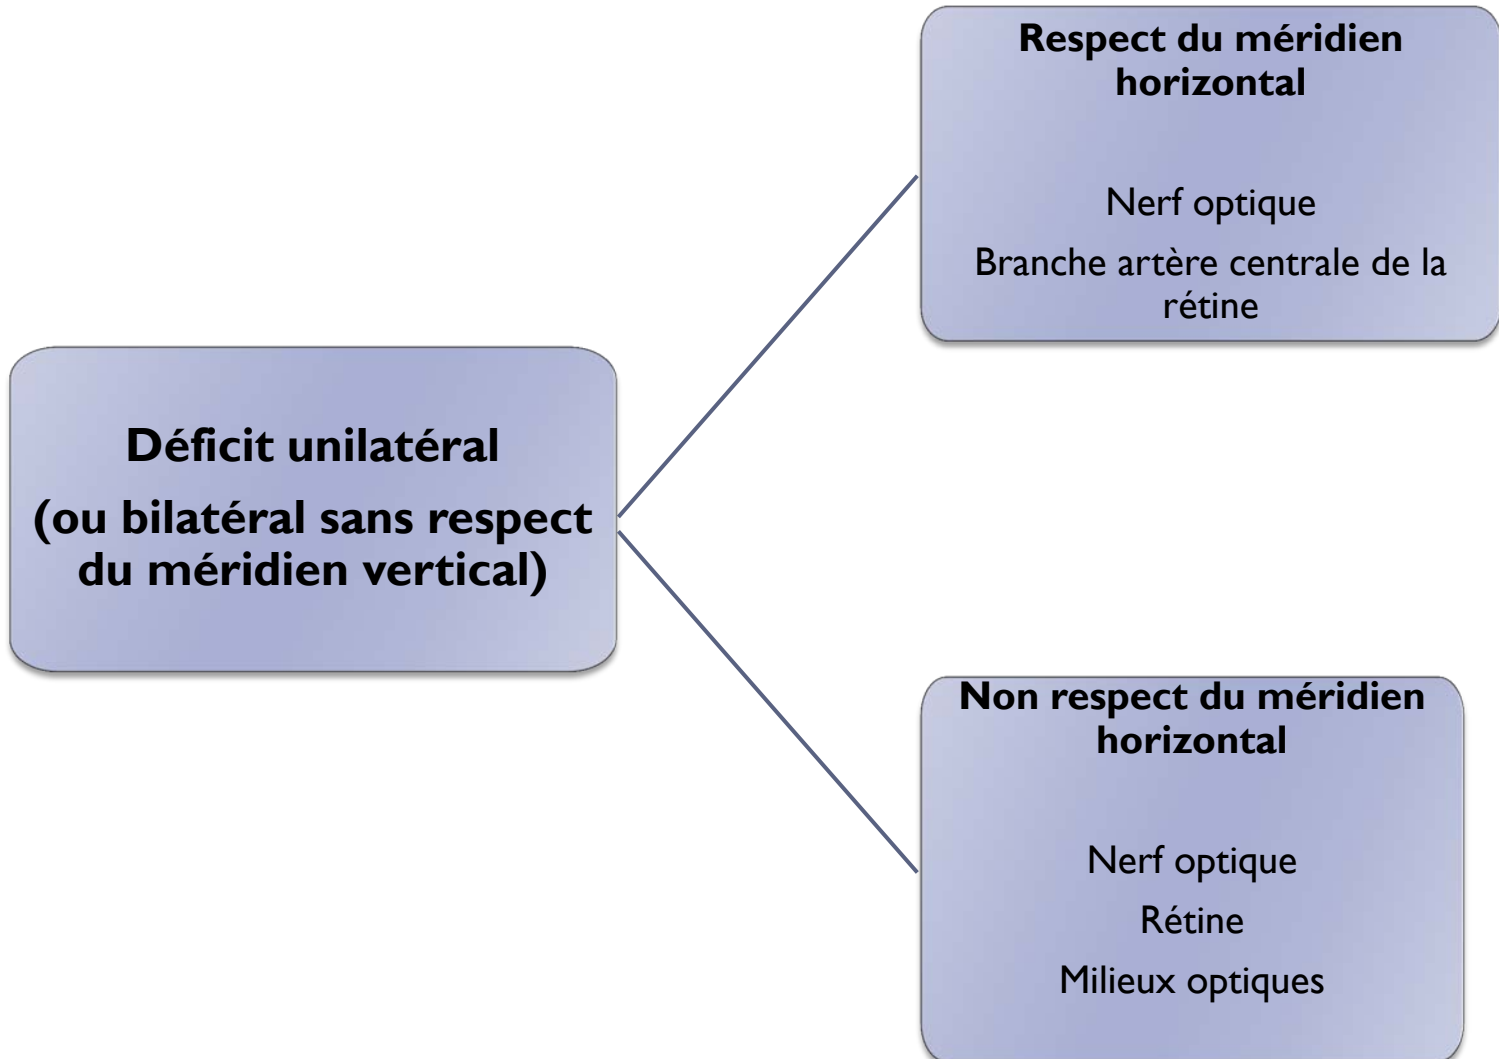 Respect du méridien
horizontal
Nerf optique
Branche artère centrale de la
rétine
Déficit unilatéral
(ou bilatéral sans respect
du méridien vertical)
Non respect du méridien
horizontal
Nerf optique
Rétine
Milieux optiques